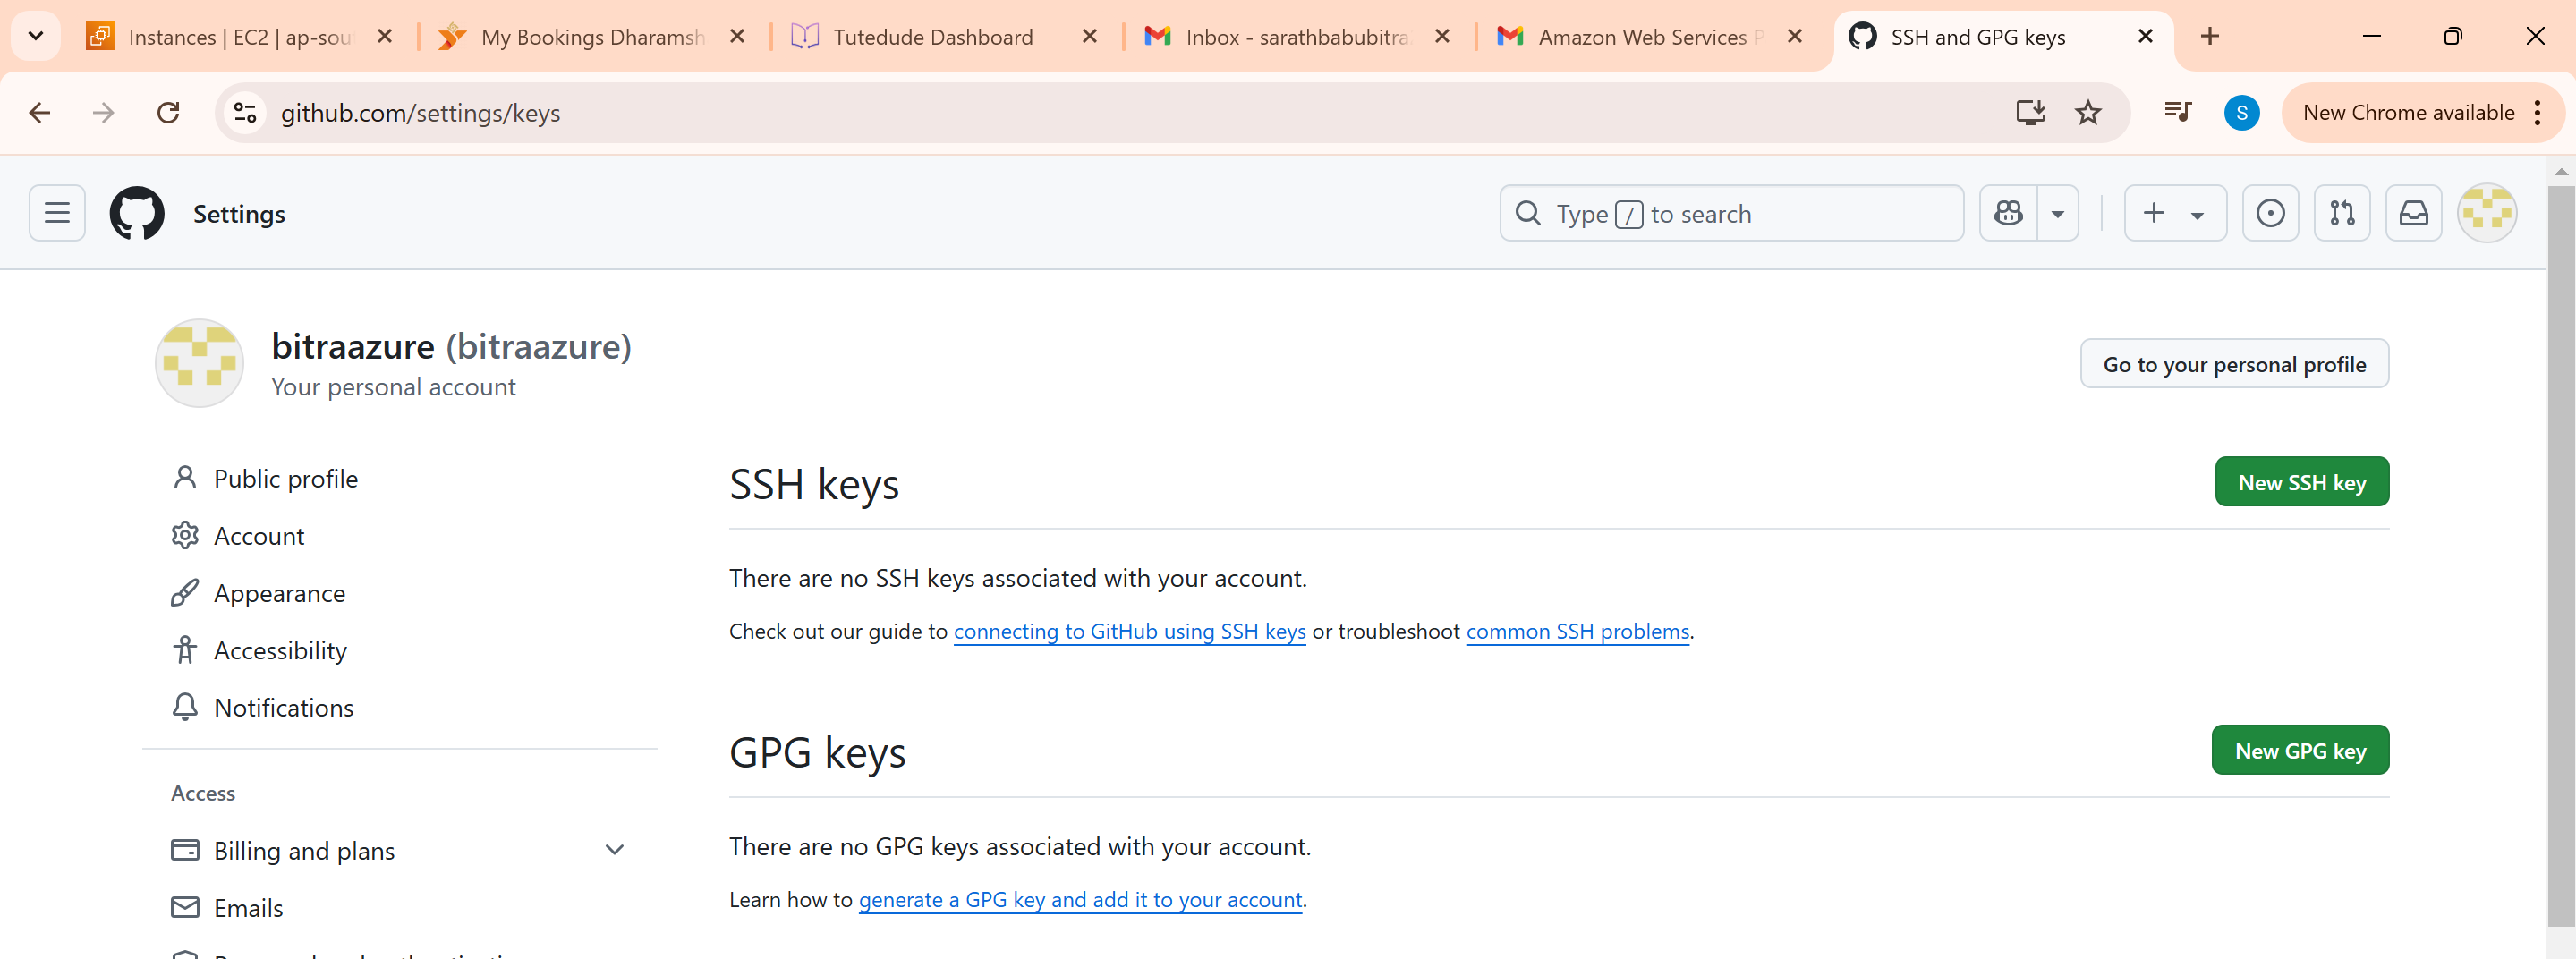 Instances | EC2 | ap-sou
My Bookings Dharamsh
Tutedude Dashboard
Inbox - sarathbabubitra
Amazon Web Services P
SSH and GPG keys
github.com/settings/keys
S
New Chrome available
Settings
Type / to search
bitraazure (bitraazure)
Your personal account
Go to your personal profile
Public profile
Account
Appearance
Accessibility
Notifications
Access
Billing and plans
Emails
SSH keys
New SSH key
There are no SSH keys associated with your account.
Check out our guide to connecting to GitHub using SSH keys or troubleshoot common SSH problems.
GPG keys
New GPG key
There are no GPG keys associated with your account.
Learn how to generate a GPG key and add it to your account.